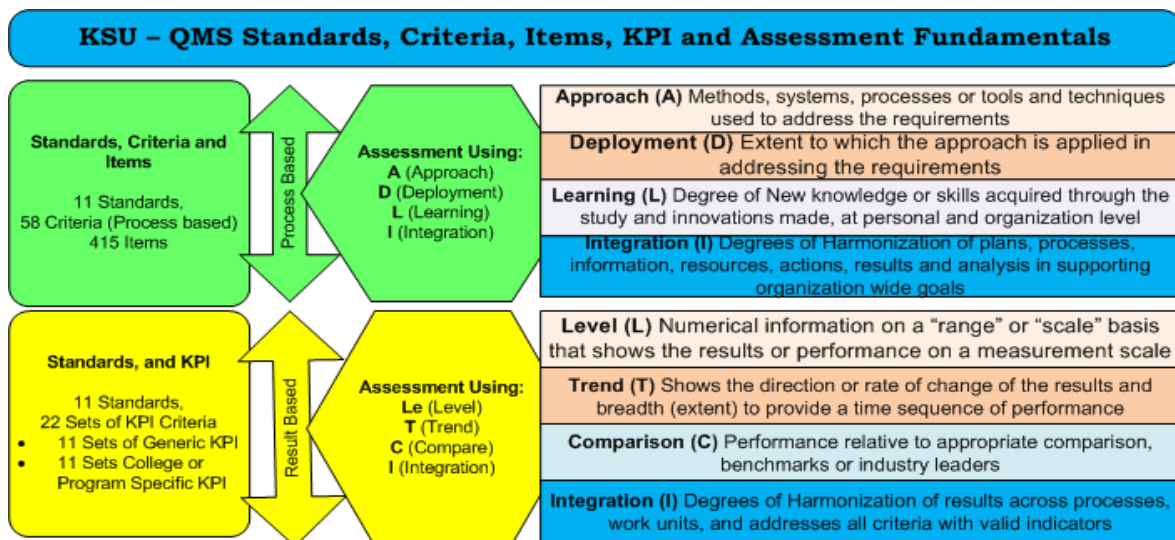 KSU – QMS Standards, Criteria, Items, KPI and Assessment Fundamentals
Standards, Criteria and
Items
11 Standards,
58 Criteria (Process based)
415 Items
Process Based
Assessment Using:
A (Approach)
D (Deployment)
L (Learning)
I (Integration)
Approach (A) Methods, systems, processes or tools and techniques
used to address the requirements
Deployment (D) Extent to which the approach is applied in
addressing the requirements
Learning (L) Degree of New knowledge or skills acquired through the
study and innovations made, at personal and organization level
Integration (I) Degrees of Harmonization of plans, processes,
information, resources, actions, results and analysis in supporting
organization wide goals
Standards, and KPI
11 Standards,
22 Sets of KPI Criteria
• 11 Sets of Generic KPI
• 11 Sets College or
Program Specific KPI
Result Based
Assessment Using:
Le (Level)
T (Trend)
C (Compare)
I (Integration)
Level (L) Numerical information on a “range” or “scale” basis
that shows the results or performance on a measurement scale
Trend (T) Shows the direction or rate of change of the results and
breadth (extent) to provide a time sequence of performance
Comparison (C) Performance relative to appropriate comparison,
benchmarks or industry leaders
Integration (I) Degrees of Harmonization of results across processes,
work units, and addresses all criteria with valid indicators